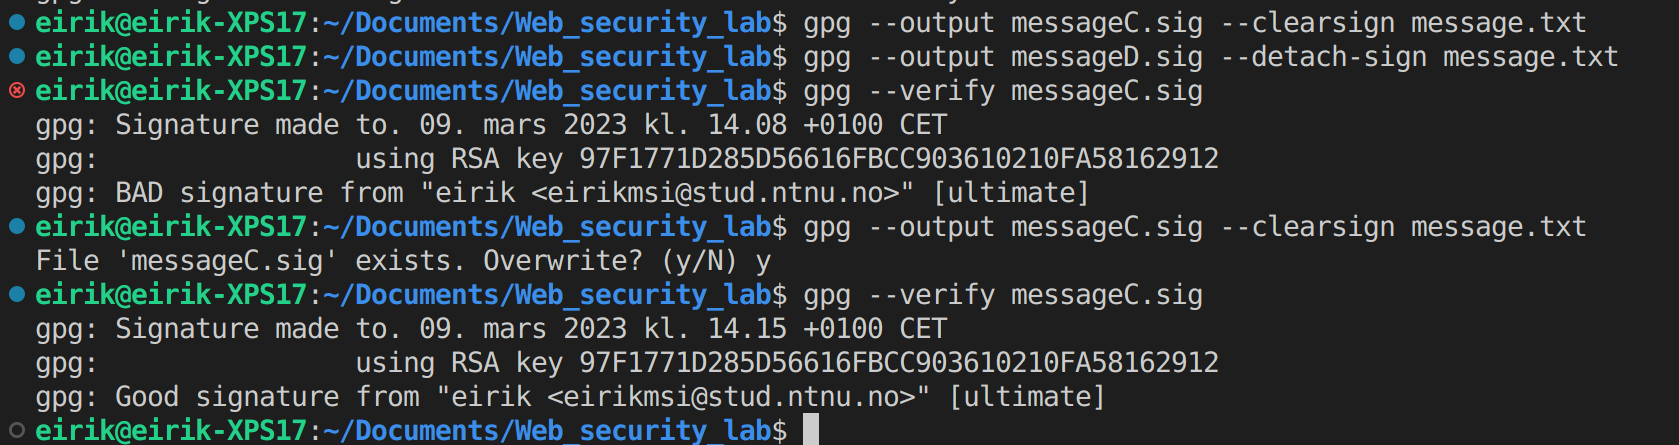 eirik@eirik-XPS17:~/Documents/Web_security_lab$ gpg --output messageC.sig --clearsign message.txt
eirik@eirik-XPS17:~/Documents/Web_security_lab$ gpg --output messageD.sig --detach-sign message.txt
eirik@eirik-XPS17:~/Documents/Web_security_lab$ gpg --verify messageC.sig
gpg: Signature made to. 09. mars 2023 kl. 14.08 +0100 CET
gpg:                using RSA key 97F1771D285D56616FBCC903610210FA58162912
gpg: BAD signature from "eirik <eirikmsi@stud.ntnu.no>" [ultimate]
eirik@eirik-XPS17:~/Documents/Web_security_lab$ gpg --output messageC.sig --clearsign message.txt
File 'messageC.sig' exists. Overwrite? (y/N) y
eirik@eirik-XPS17:~/Documents/Web_security_lab$ gpg --verify messageC.sig
gpg: Signature made to. 09. mars 2023 kl. 14.15 +0100 CET
gpg:                using RSA key 97F1771D285D56616FBCC903610210FA58162912
gpg: Good signature from "eirik <eirikmsi@stud.ntnu.no>" [ultimate]
eirik@eirik-XPS17:~/Documents/Web_security_lab$